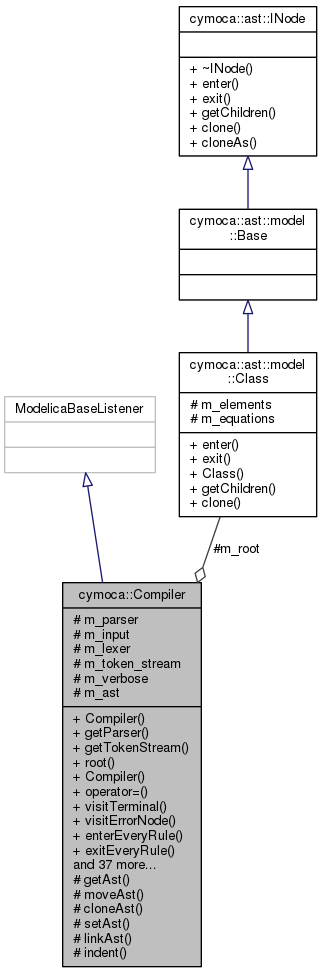 cymoca::ast::INode
+ ~INode()
+ enter()
+ exit()
+ getChildren()
+ clone()
+ cloneAs()
cymoca::ast::model
::Base
cymoca::ast::model
::Class
# m_elements
# m_equations
+ enter()
+ exit()
+ Class()
+ getChildren()
+ clone()
ModelicaBaseListener
#m_root
cymoca::Compiler
# m_parser
# m_input
# m_lexer
# m_token_stream
# m_verbose
# m_ast
+ Compiler()
+ getParser()
+ getTokenStream()
+ root()
+ Compiler()
+ operator=()
+ visitTerminal()
+ visitErrorNode()
+ enterEveryRule()
+ exitEveryRule()
and 37 more...
# getAst()
# moveAst()
# cloneAst()
# setAst()
# linkAst()
# indent()